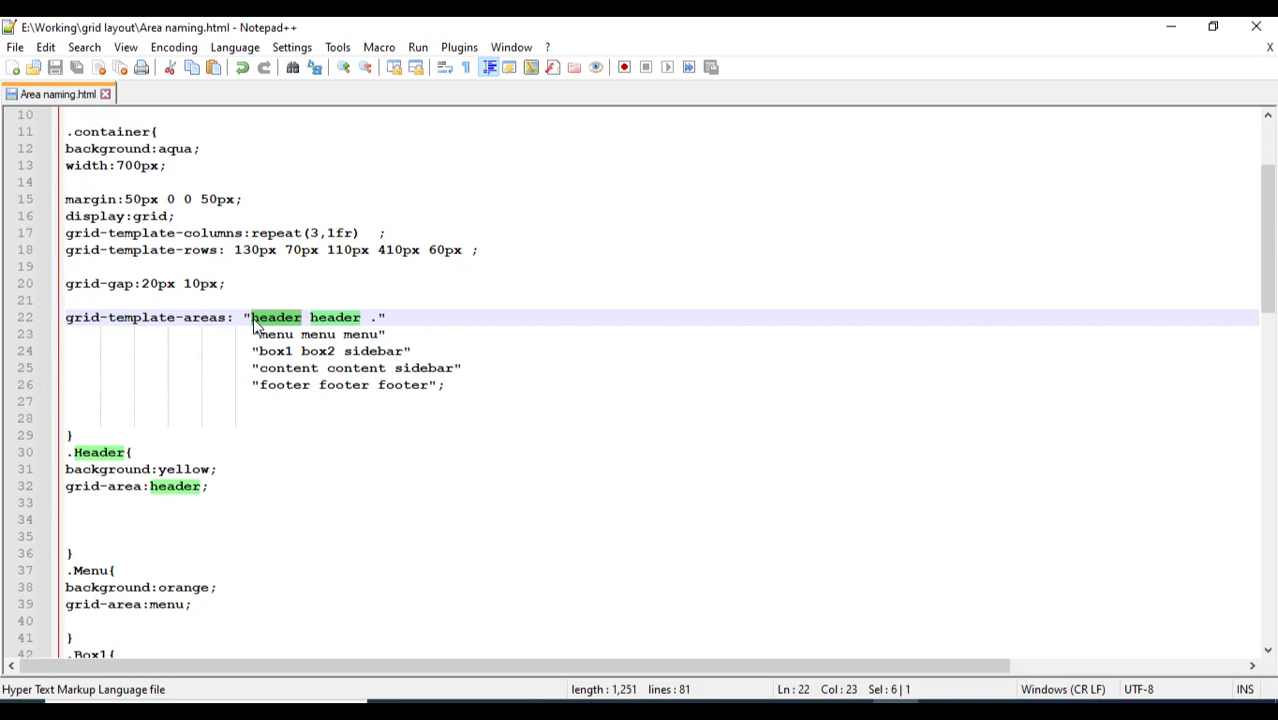 E:\Working\grid layout\Area naming.html - Notepad++
File Edit Search View Encoding Language Settings Tools Macro Run Plugins Window ? X
Area naming.html
10
11 .container{
12 background:aqua;
13 width:700px;
14
15 margin:50px 0 0 50px;
16 display:grid;
17 grid-template-columns:repeat(3,1fr) ;
18 grid-template-rows: 130px 70px 110px 410px 60px ;
19
20 grid-gap:20px 10px;
21
22 grid-template-areas: "header header ."
23 "menu menu menu"
24 "box1 box2 sidebar"
25 "content content sidebar"
26 "footer footer footer";
27
28
29 }
30 .Header{
31 background:yellow;
32 grid-area:header;
33
34
35
36 }
37 .Menu{
38 background:orange;
39 grid-area:menu;
40
41 }
42 .Box1{
Hyper Text Markup Language file length : 1,251 lines : 81 Ln : 22 Col : 23 Sel : 6 | 1 Windows (CR LF) UTF-8 INS